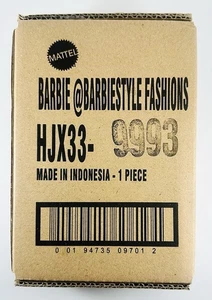 MATTEL
BARBIE @BARBIESTYLE FASHIONS
HJX33- 9993
MADE IN INDONESIA - 1 PIECE
0 01 94735 09701 2